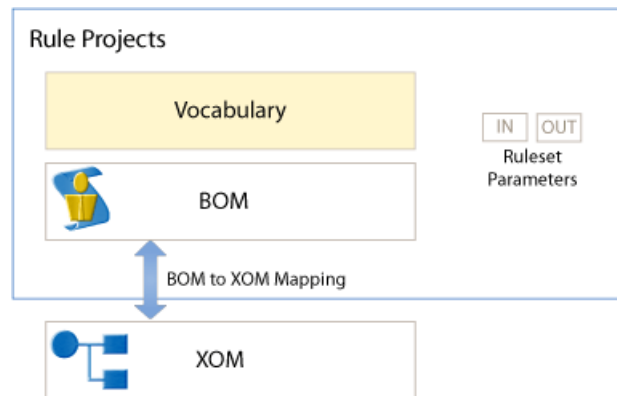 Rule Projects
Vocabulary
IN OUT
Ruleset
Parameters
BOM
BOM to XOM Mapping
XOM